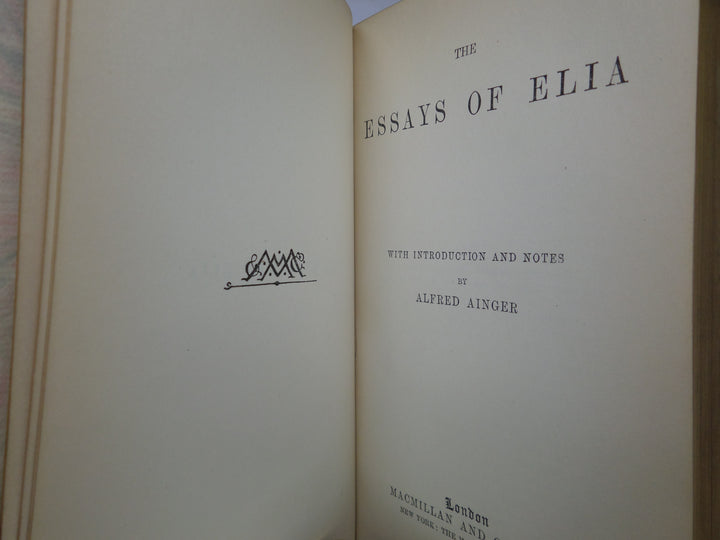 THE
ESSAYS OF ELIA
WITH INTRODUCTION AND NOTES
BY
ALFRED AINGER
London
MACMILLAN AND
NEW YORK: THE